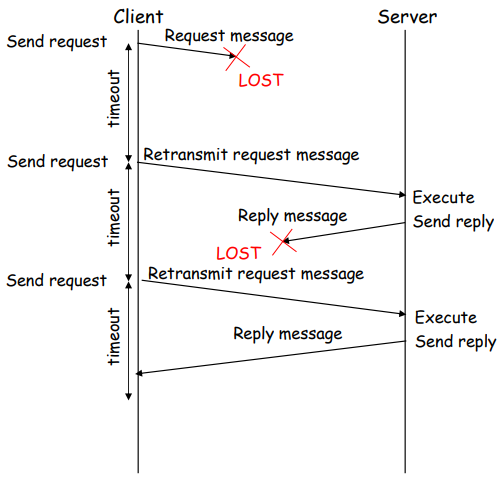 Client
Server
Send request
Request message
LOST
timeout
Send request
Retransmit request message
Execute
timeout
Reply message
Send reply
LOST
Send request
Retransmit request message
Execute
timeout
Reply message
Send reply